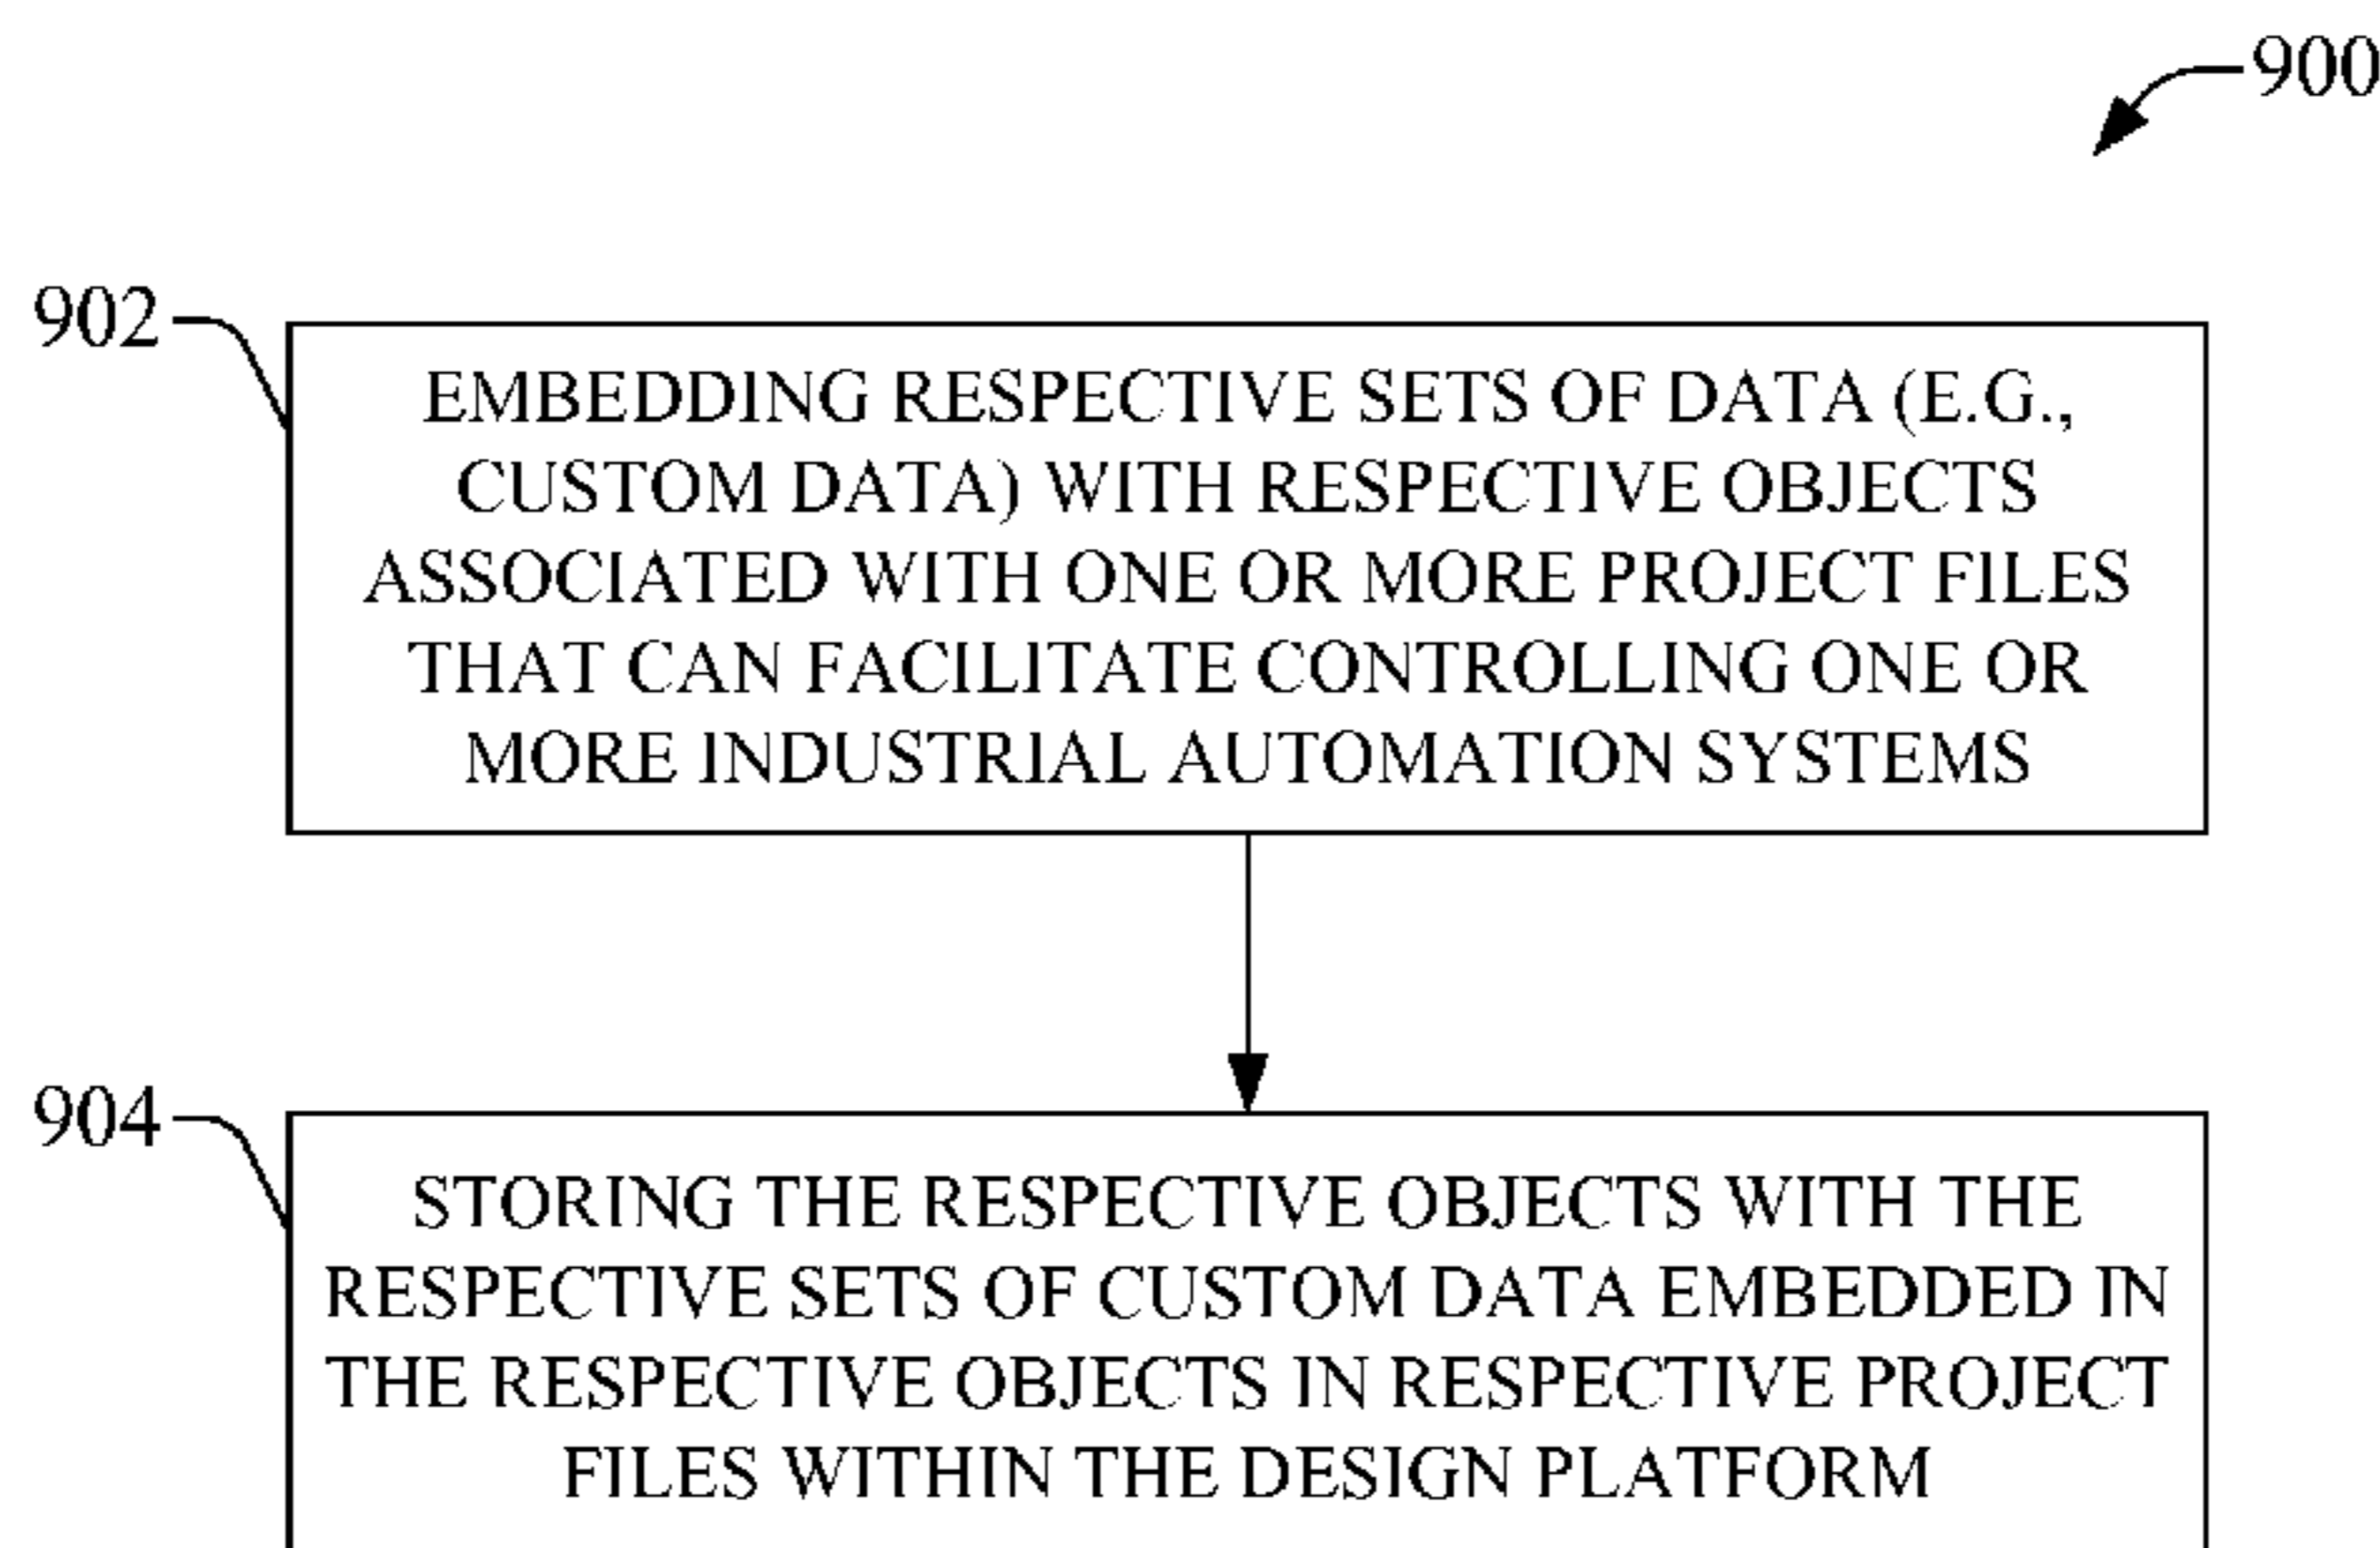 900
902
EMBEDDING RESPECTIVE SETS OF DATA (E.G.,
CUSTOM DATA) WITH RESPECTIVE OBJECTS
ASSOCIATED WITH ONE OR MORE PROJECT FILES
THAT CAN FACILITATE CONTROLLING ONE OR
MORE INDUSTRIAL AUTOMATION SYSTEMS
904
STORING THE RESPECTIVE OBJECTS WITH THE
RESPECTIVE SETS OF CUSTOM DATA EMBEDDED IN
THE RESPECTIVE OBJECTS IN RESPECTIVE PROJECT
FILES WITHIN THE DESIGN PLATFORM